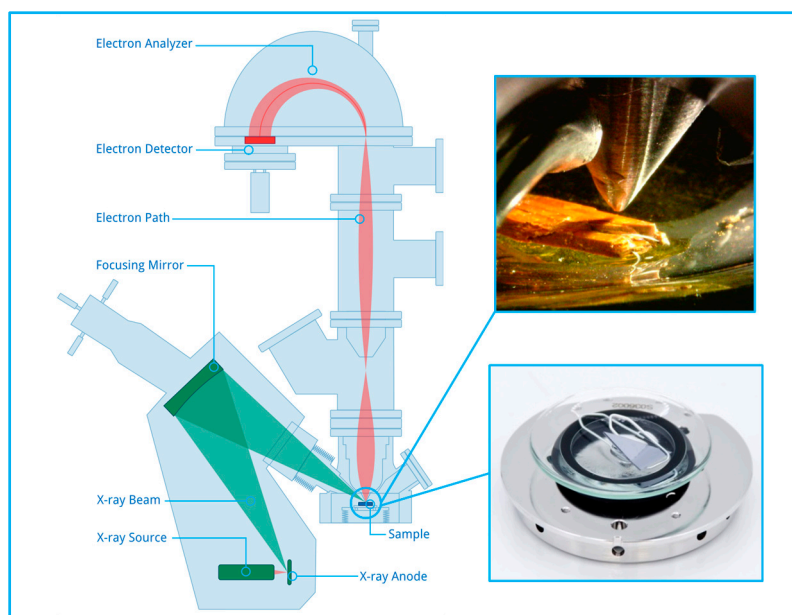 Electron Analyzer
Electron Detector
Electron Path
Focusing Mirror
X-ray Beam
X-ray Source
Sample
X-ray Anode